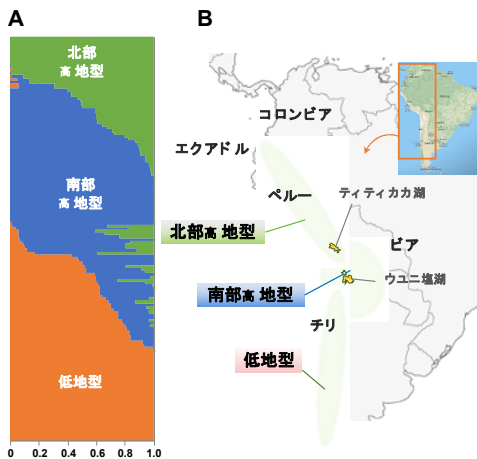 A
北部
高地型
南部
高地型
低地型
0 0.2 0.4 0.6 0.8 1.0
B
コロンビア
エクアドル
ペルー
ティティカカ湖
北部高地型
ビア
ウユニ塩湖
南部高地型
チリ
低地型